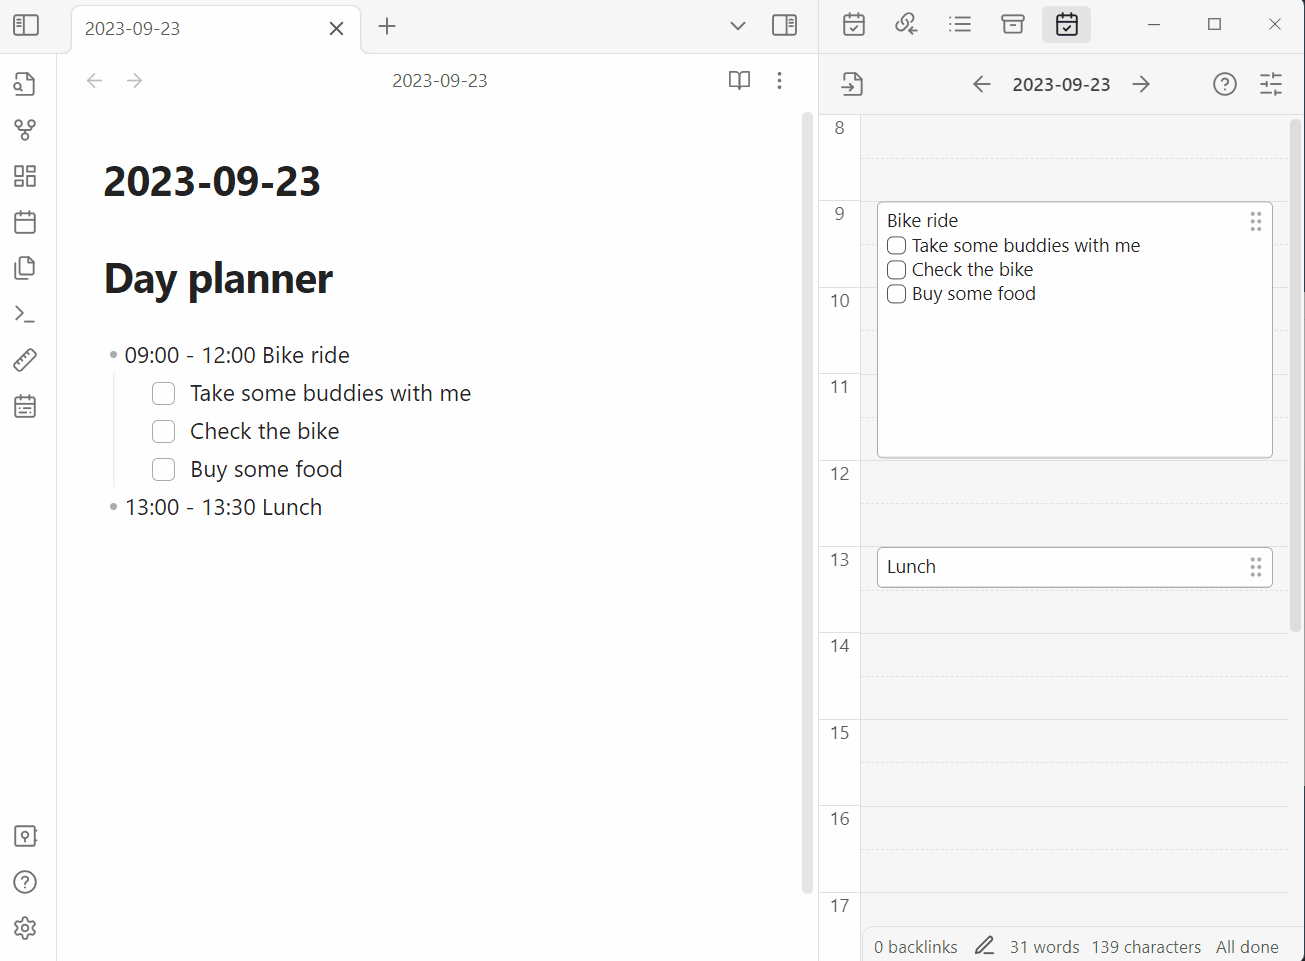 2023-09-23
2023-09-23
2023-09-23
Day planner
09:00 - 12:00 Bike ride
Take some buddies with me
Check the bike
Buy some food
13:00 - 13:30 Lunch
2023-09-23
8
9
Bike ride
Take some buddies with me
Check the bike
Buy some food
10
11
12
13
Lunch
14
15
16
17
0 backlinks 31 words 139 characters All done